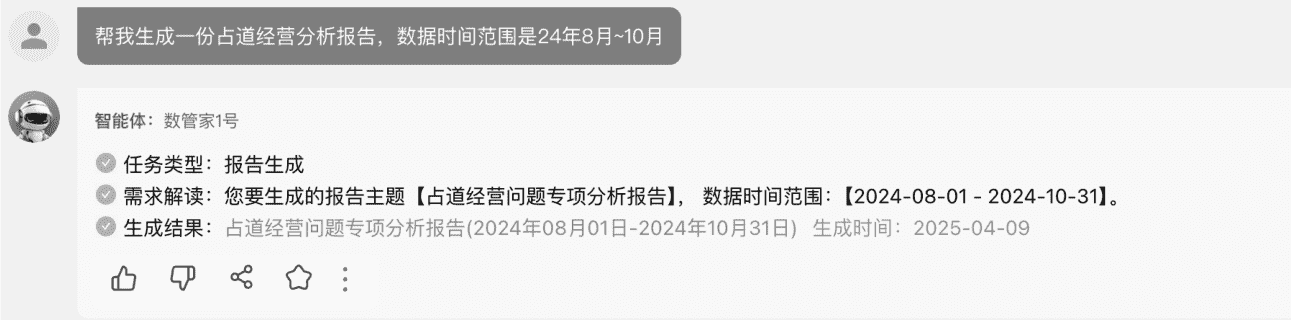 帮我生成一份占道经营分析报告，数据时间范围是24年8月~10月
智能体：数管家1号
任务类型：报告生成
需求解读：您要生成的报告主题【占道经营问题专项分析报告】，数据时间范围：【2024-08-01 - 2024-10-31】。
生成结果：占道经营问题专项分析报告(2024年08月01日-2024年10月31日) 生成时间：2025-04-09